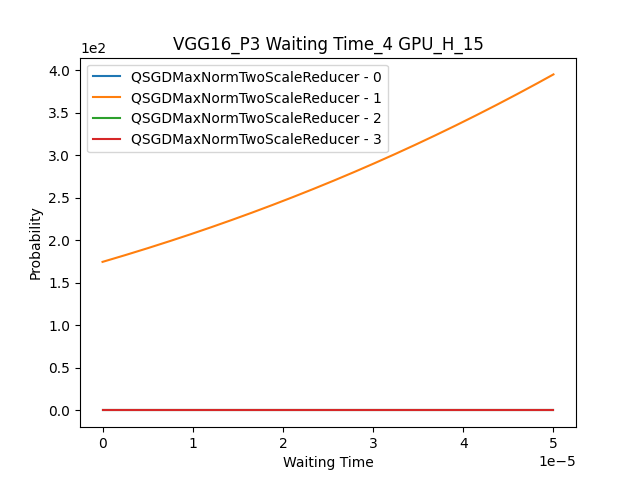 VGG16_P3 Waiting Time_4 GPU_H_15
1e2
QSGDMaxNormTwoScaleReducer - 0
QSGDMaxNormTwoScaleReducer - 1
QSGDMaxNormTwoScaleReducer - 2
QSGDMaxNormTwoScaleReducer - 3
4.0
3.5
3.0
2.5
2.0
1.5
1.0
0.5
0.0
Probability
0 1 2 3 4 5
1e−5
Waiting Time